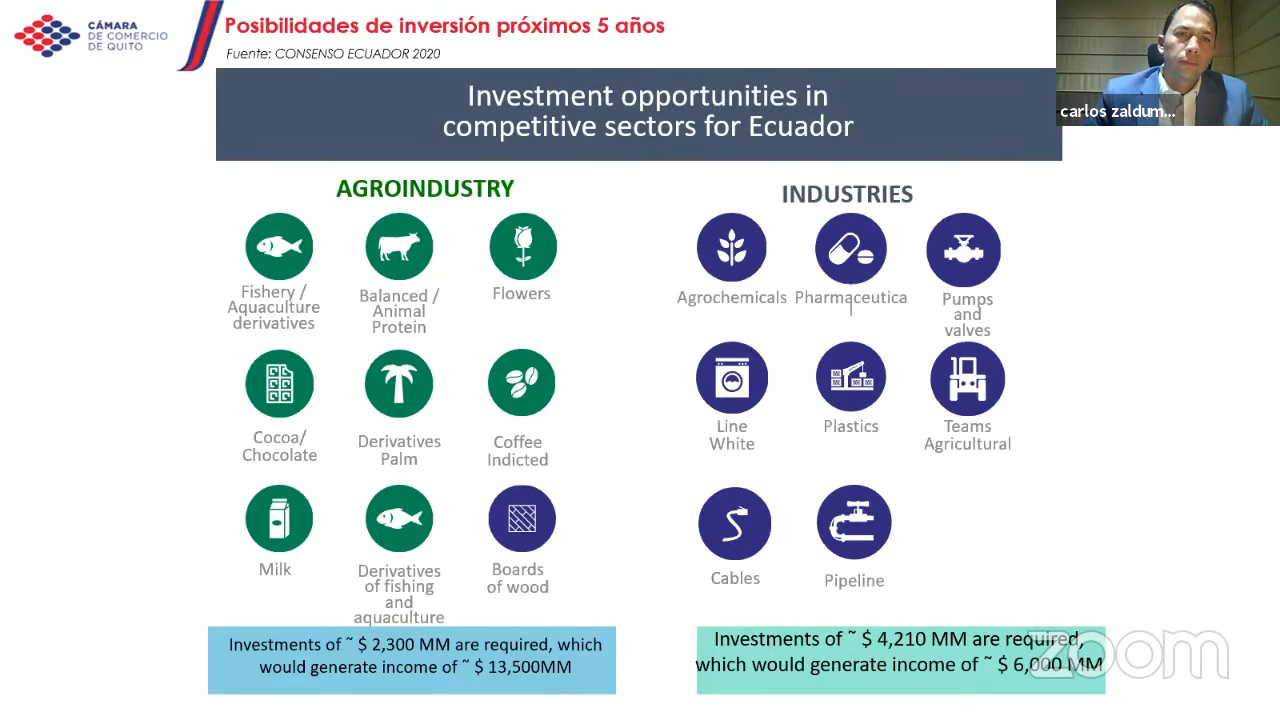 CÁMARA
DE COMERCIO
DE QUITO
Posibilidades de inversión próximos 5 años
Fuente: CONSENSO ECUADOR 2020
carlos zaldum...
Investment opportunities in
competitive sectors for Ecuador
AGROINDUSTRY
Fishery /
Aquaculture
derivatives
Balanced /
Animal
Protein
Flowers
Cocoa/
Chocolate
Derivatives
Palm
Coffee
Indicted
Milk
Derivatives
of fishing
and
aquaculture
Boards
of wood
Investments of ~ $ 2,300 MM are required, which
would generate income of ~ $ 13,500MM
INDUSTRIES
Agrochemicals
Pharmaceutica
l
Pumps
and
valves
Line
White
Plastics
Teams
Agricultural
Cables
Pipeline
Investments of ~ $ 4,210 MM are required,
which would generate income of ~ $ 6,000 MM
zoom